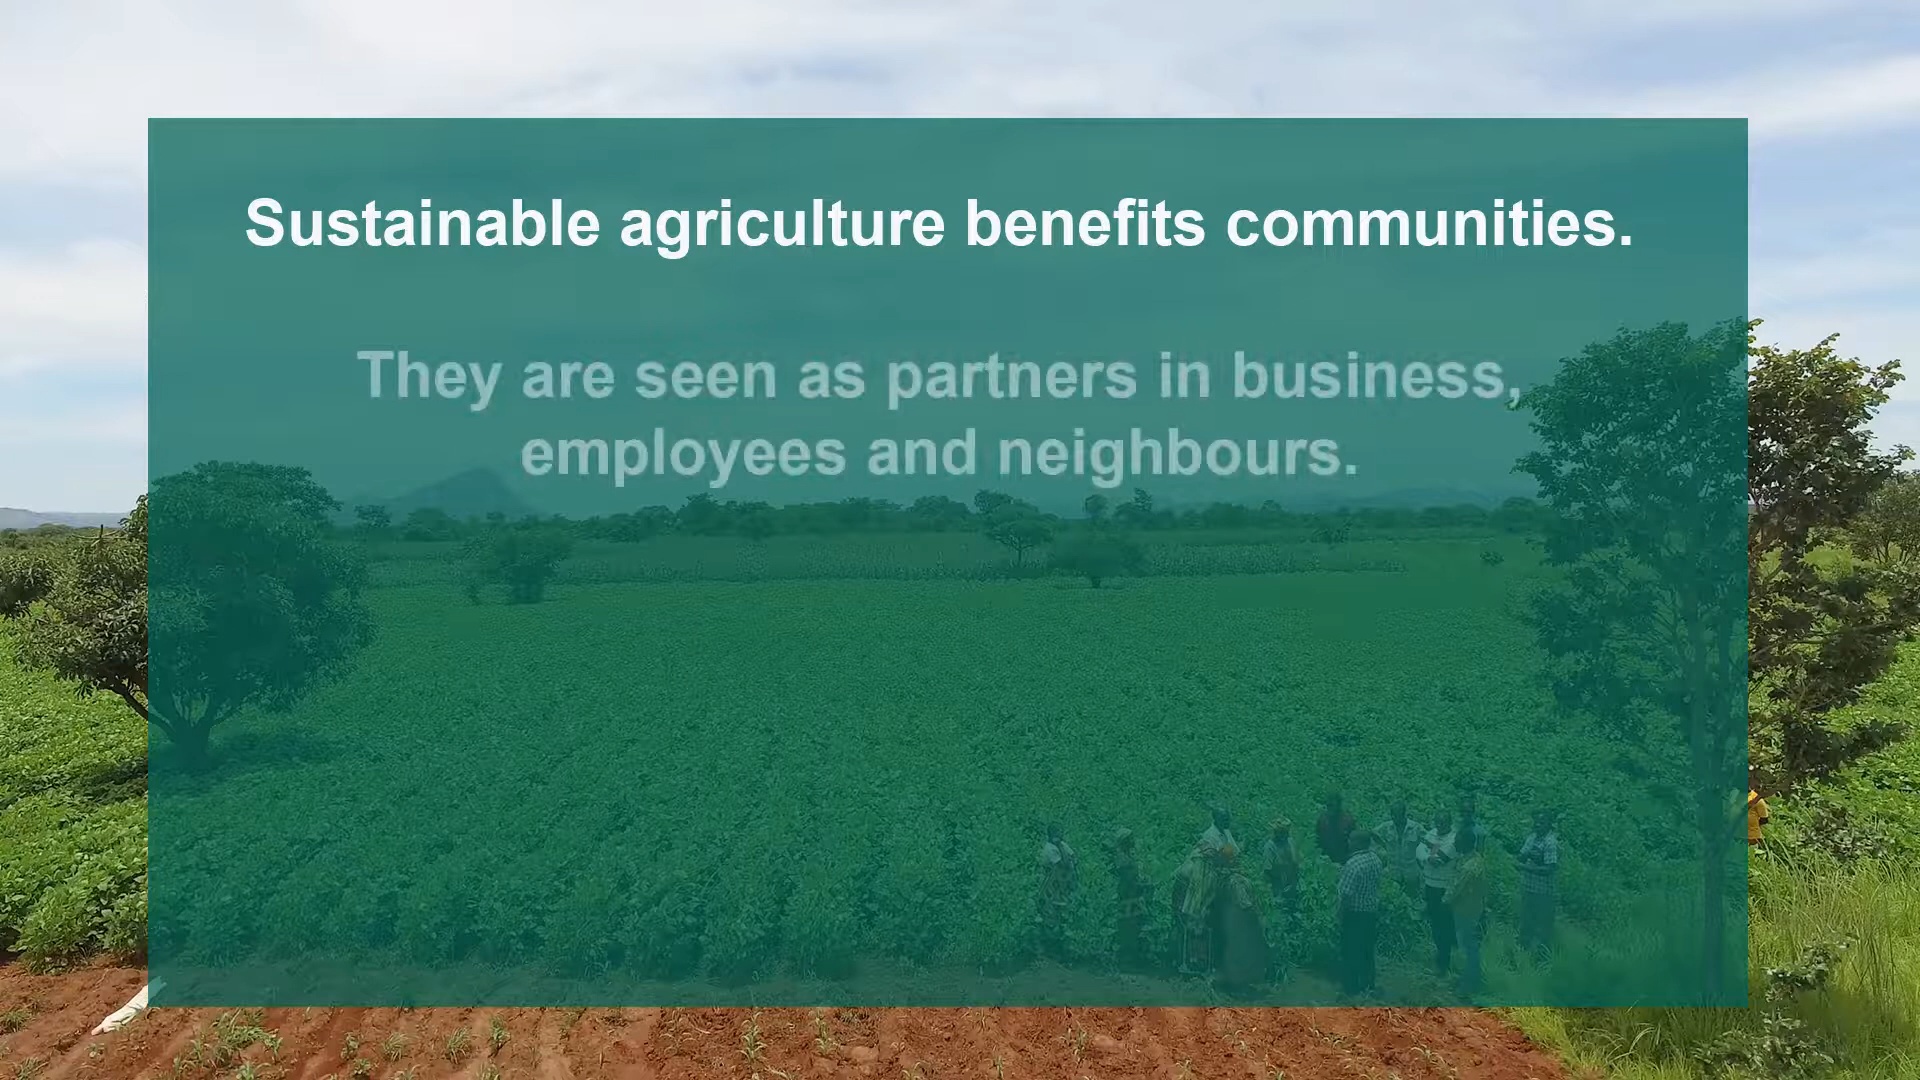 Sustainable agriculture benefits communities.
They are seen as partners in business,
employees and neighbours.